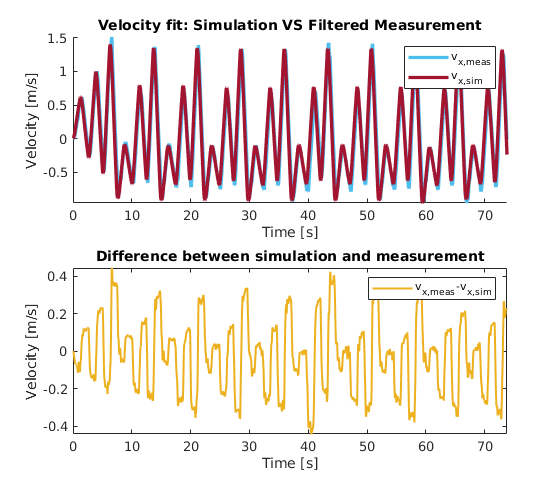 Velocity fit: Simulation VS Filtered Measurement
1.5
1
0.5
0
-0.5
Velocity [m/s]
v_x,meas
v_x,sim
0 10 20 30 40 50 60 70
Time [s]
Difference between simulation and measurement
0.4
0.2
0
-0.2
-0.4
Velocity [m/s]
v_x,meas-v_x,sim
0 10 20 30 40 50 60 70
Time [s]